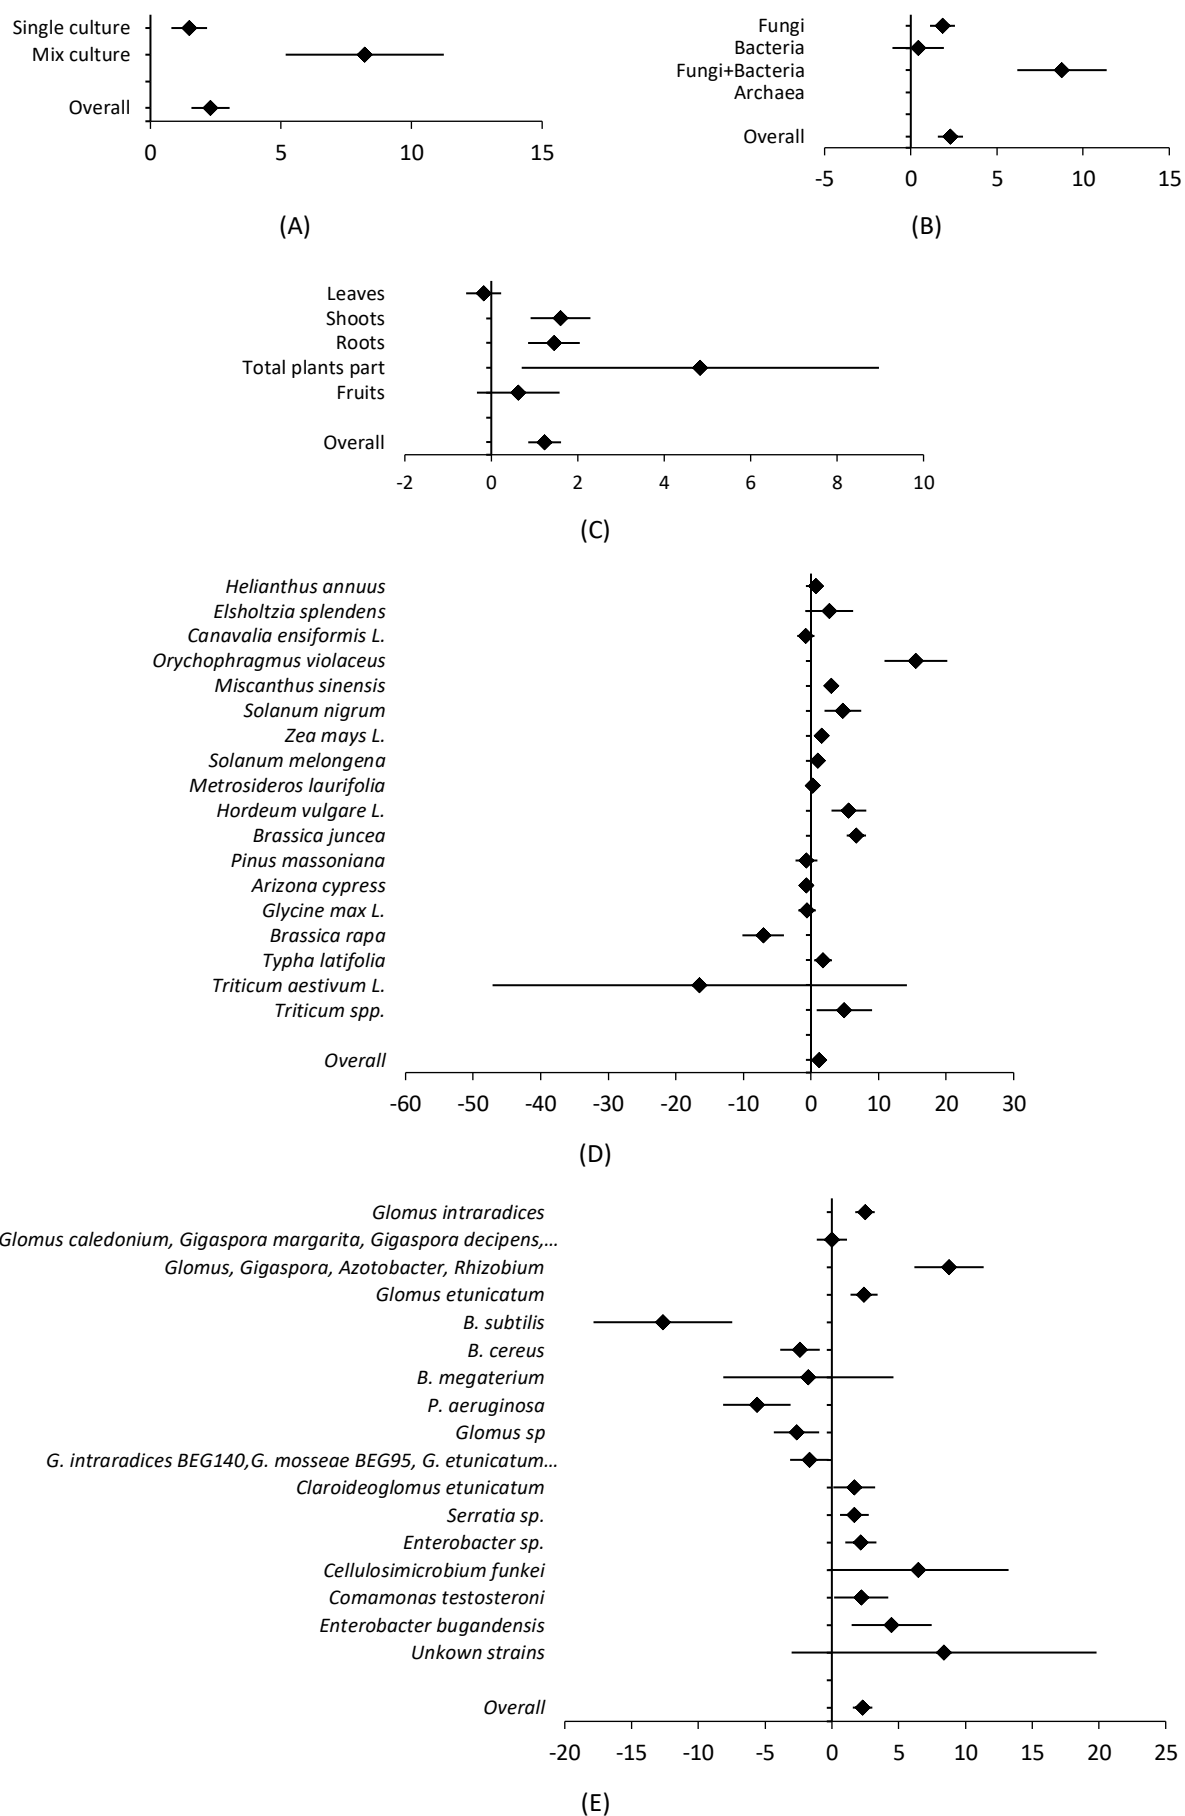 Single culture
Mix culture
Overall
0 5 10 15
(A)
Fungi
Bacteria
Fungi+Bacteria
Archaea
Overall
-5 0 5 10 15
(B)
Leaves
Shoots
Roots
Total plants part
Fruits
Overall
-2 0 2 4 6 8 10
(C)
Helianthus annuus
Elsholtzia splendens
Canavalia ensiformis L.
Orychophragmus violaceus
Miscanthus sinensis
Solanum nigrum
Zea mays L.
Solanum melongena
Metrosideros laurifolia
Hordeum vulgare L.
Brassica juncea
Pinus massoniana
Arizona cypress
Glycine max L.
Brassica rapa
Typha latifolia
Triticum aestivum L.
Triticum spp.
Overall
-60 -50 -40 -30 -20 -10 0 10 20 30
(D)
Glomus intraradices
Glomus caledonium, Gigaspora margarita, Gigaspora decipens,...
Glomus, Gigaspora, Azotobacter, Rhizobium
Glomus etunicatum
B. subtilis
B. cereus
B. megaterium
P. aeruginosa
Glomus sp
G. intraradices BEG140,G. mosseae BEG95, G. etunicatum...
Claroideoglomus etunicatum
Serratia sp.
Enterobacter sp.
Cellulosimicrobium funkei
Comamonas testosteroni
Enterobacter bugandensis
Unkown strains
Overall
-20 -15 -10 -5 0 5 10 15 20 25
(E)